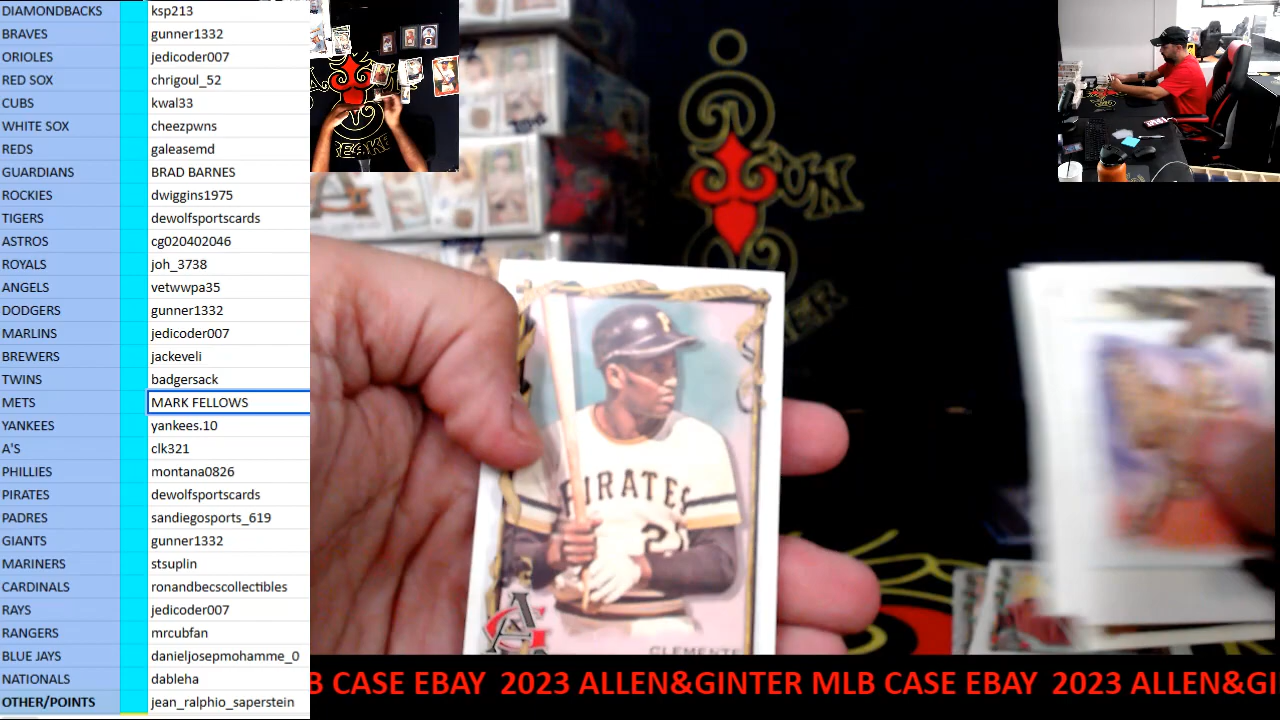 DIAMONDBACKS ksp213
BRAVES gunner1332
ORIOLES jedicoder007
RED SOX chrigoul_52
CUBS kwal33
WHITE SOX cheezpwns
REDS galeasemd
GUARDIANS BRAD BARNES
ROCKIES dwiggins1975
TIGERS dewolfsportscards
ASTROS cg020402046
ROYALS joh_3738
ANGELS vetwwpa35
DODGERS gunner1332
MARLINS jedicoder007
BREWERS jackeveli
TWINS badgersack
METS MARK FELLOWS
YANKEES yankees.10
A'S clk321
PHILLIES montana0826
PIRATES dewolfsportscards
PADRES sandiegosports_619
GIANTS gunner1332
MARINERS stsuplin
CARDINALS ronandbecscollectibles
RAYS jedicoder007
RANGERS mrcubfan
BLUE JAYS danieljosepmohamme_0
NATIONALS dableha
OTHER/POINTS jean_ralphio_saperstein
PIRATES
2
AG
CLEMENTE
B CASE EBAY 2023 ALLEN&GINTER MLB CASE EBAY 2023 ALLEN&GI